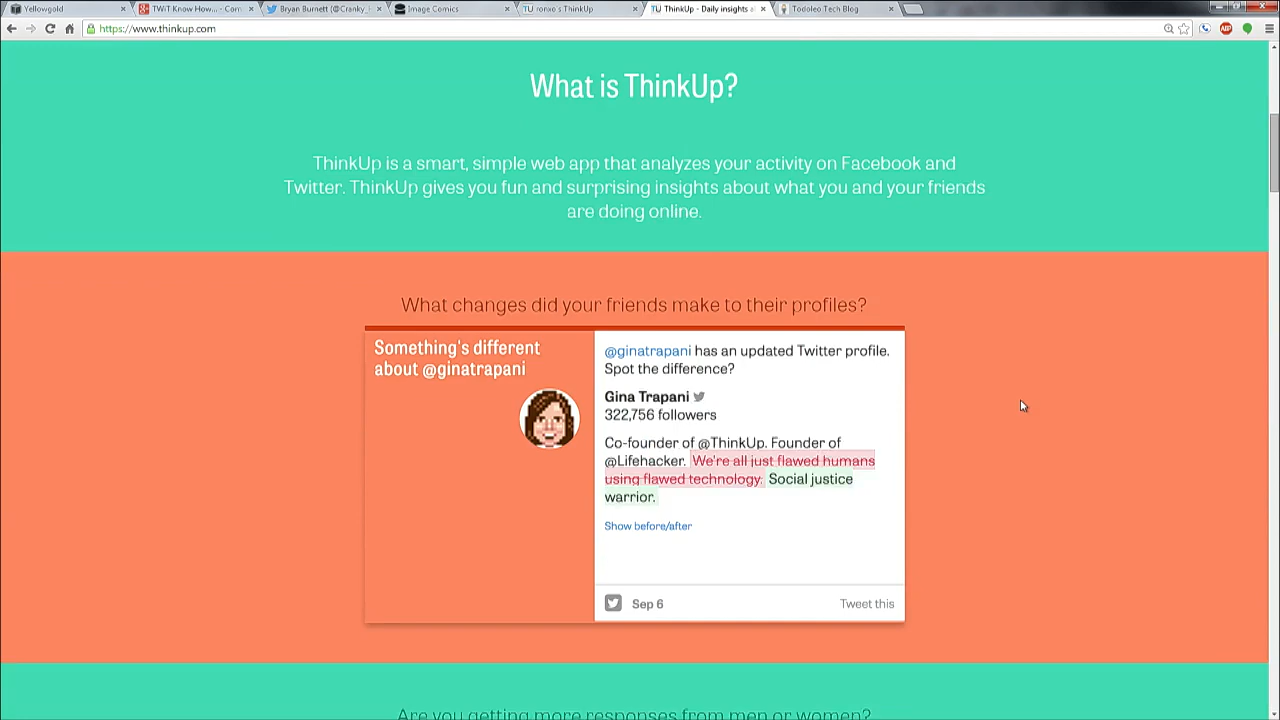 Yellowgold
TWiT Know How... - Com
Bryan Burnett (@Cranky_
Image Comics
TU ronxo's ThinkUp
TU ThinkUp - Daily insights a
Todoleo Tech Blog
https://www.thinkup.com
What is ThinkUp?
ThinkUp is a smart, simple web app that analyzes your activity on Facebook and
Twitter. ThinkUp gives you fun and surprising insights about what you and your friends
are doing online.
What changes did your friends make to their profiles?
Something's different
about @ginatrapani
@ginatrapani has an updated Twitter profile.
Spot the difference?
Gina Trapani
322,756 followers
Co-founder of @ThinkUp. Founder of
@Lifehacker. We're all just flawed humans
using flawed technology. Social justice
warrior.
Show before/after
Sep 6
Tweet this
Are you getting more responses from men or women?